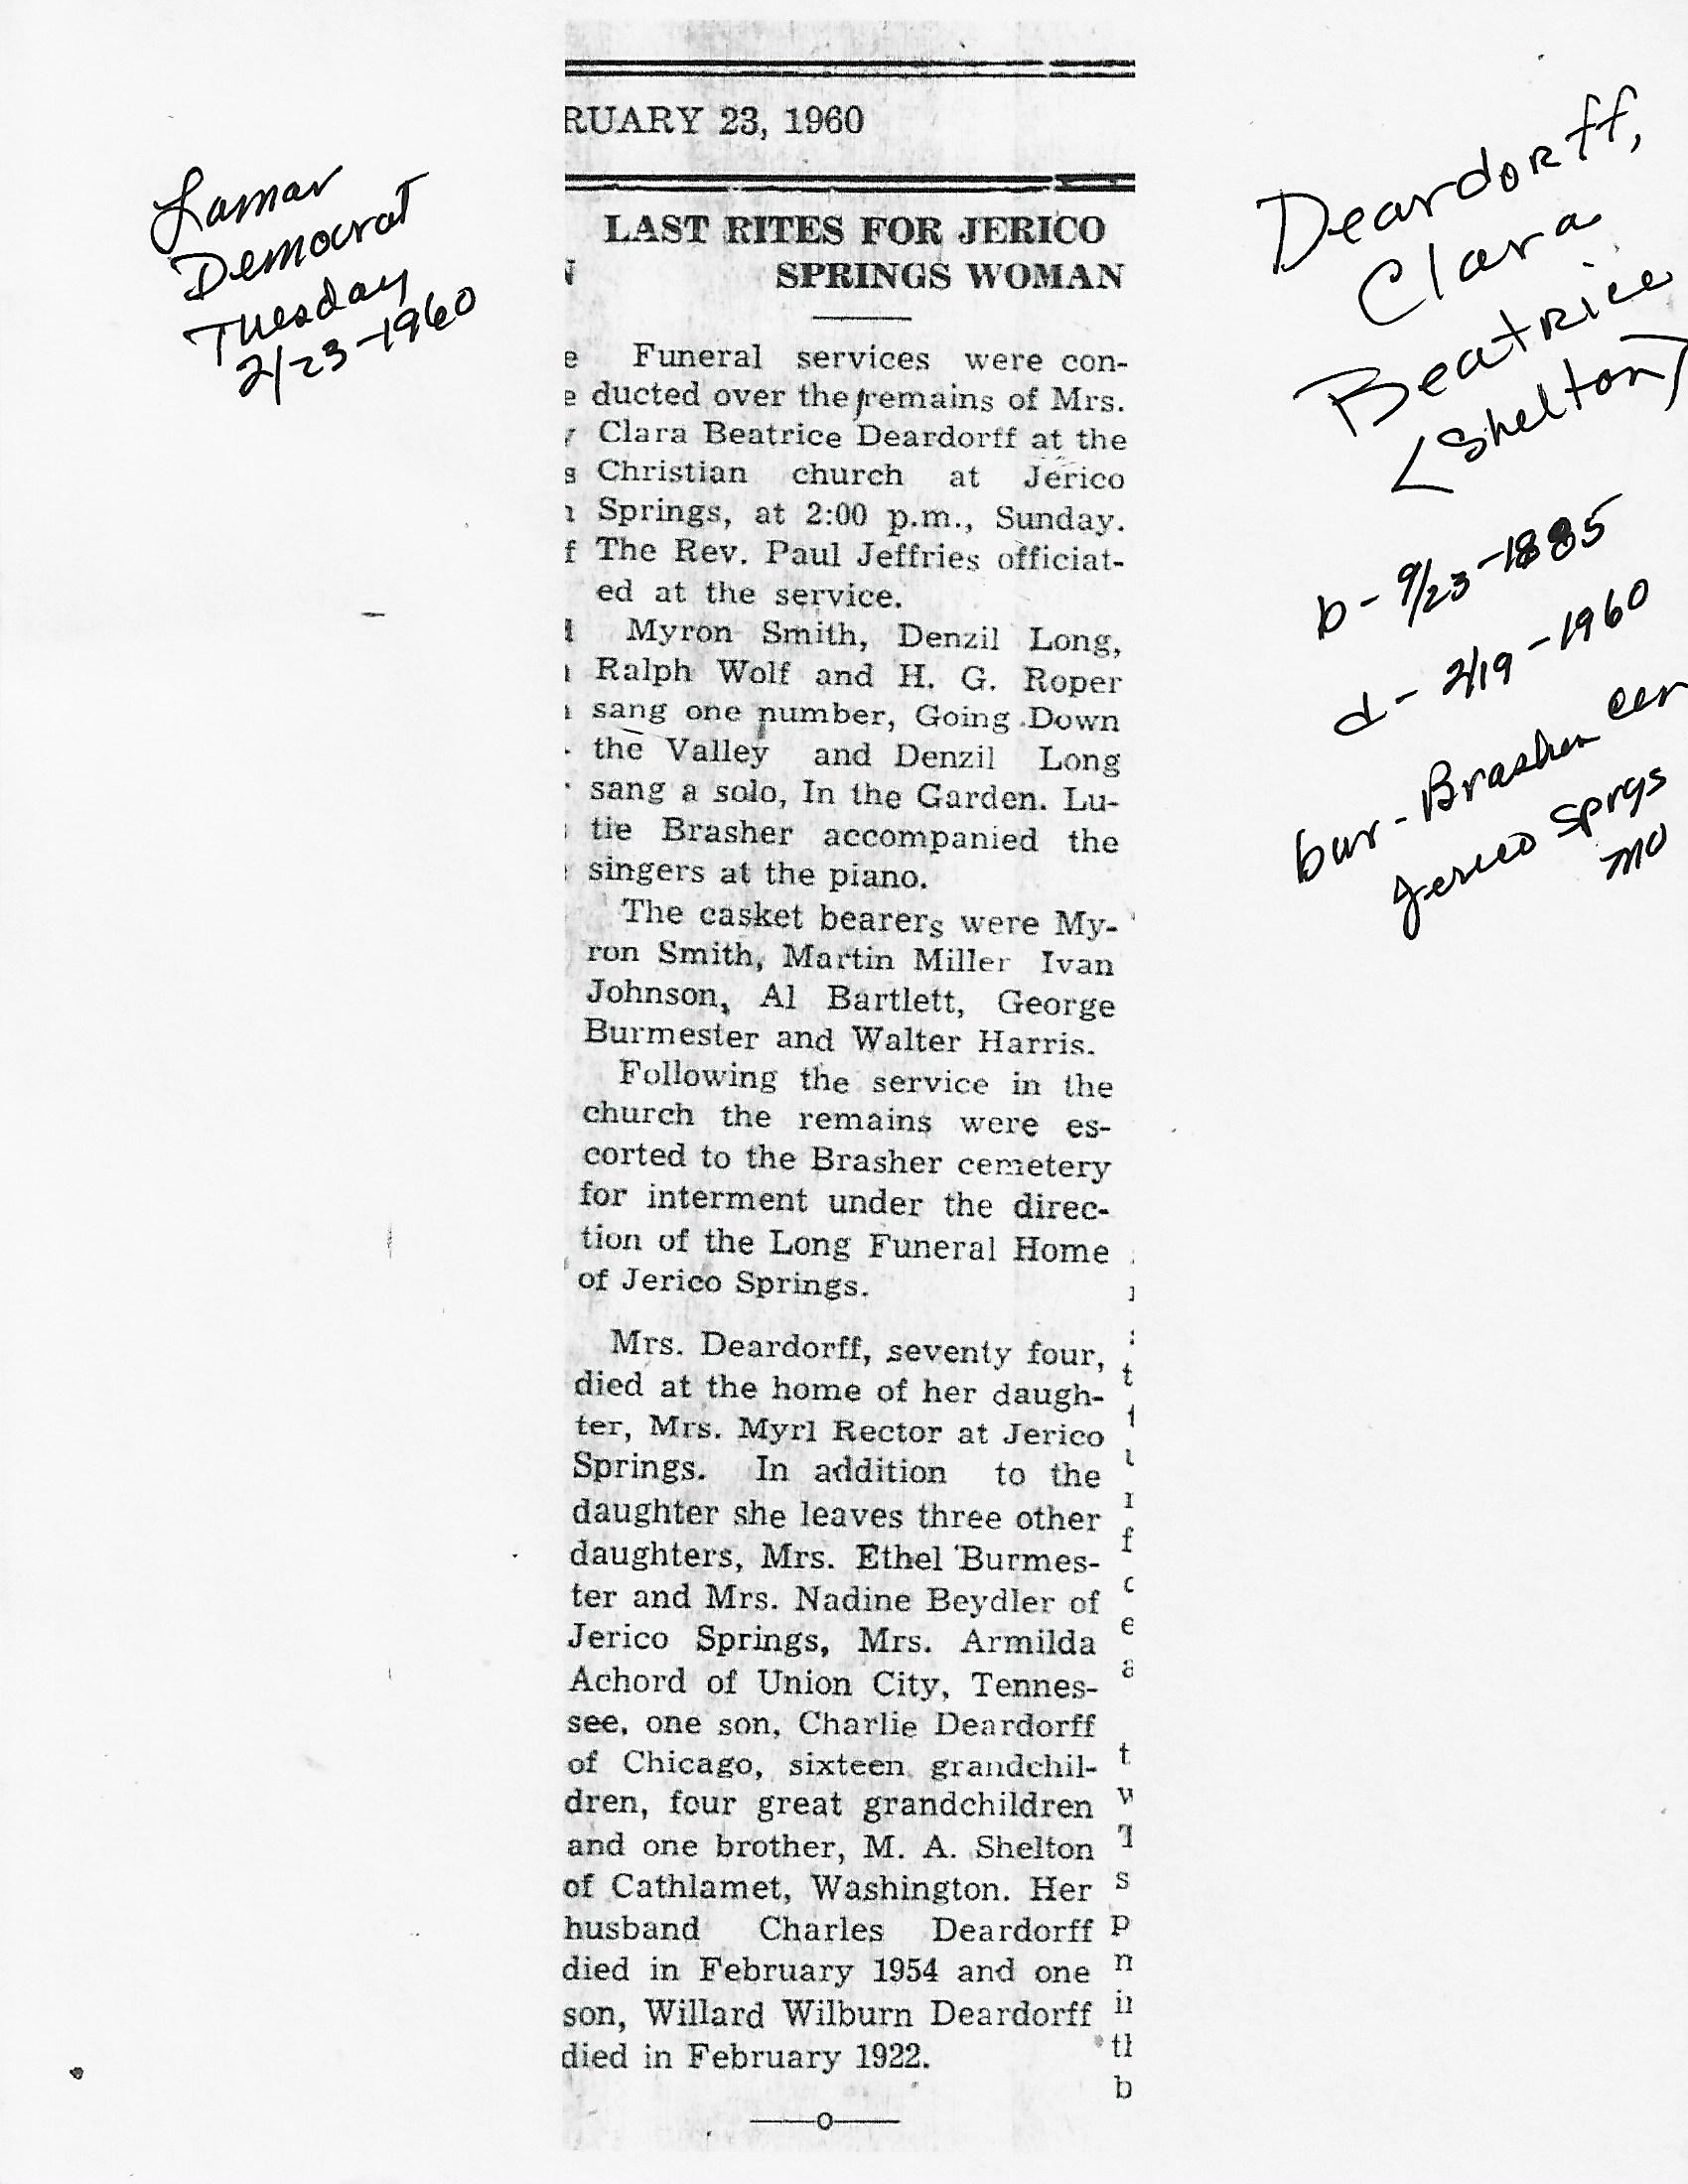 Lamar
Democrat
Tuesday
2/23-1960
RUARY 23, 1960
LAST RITES FOR JERICO
SPRINGS WOMAN
Funeral services were con-
ducted over the remains of Mrs.
Clara Beatrice Deardorff at the
Christian church at Jerico
Springs, at 2:00 p.m., Sunday.
The Rev. Paul Jeffries officiat-
ed at the service.
Myron Smith, Denzil Long,
Ralph Wolf and H. G. Roper
sang one number, Going Down
the Valley and Denzil Long
sang a solo, In the Garden. Lu-
tie Brasher accompanied the
singers at the piano.
The casket bearers were My-
ron Smith, Martin Miller Ivan
Johnson, Al Bartlett, George
Burmester and Walter Harris.
Following the service in the
church the remains were es-
corted to the Brasher cemetery
for interment under the direc-
tion of the Long Funeral Home
of Jerico Springs.
Mrs. Deardorff, seventy four,
died at the home of her daugh-
ter, Mrs. Myrl Rector at Jerico
Springs. In addition to the
daughter she leaves three other
daughters, Mrs. Ethel Burmes-
ter and Mrs. Nadine Beydler of
Jerico Springs, Mrs. Armilda
Achord of Union City, Tennes-
see, one son, Charlie Deardorff
of Chicago, sixteen grandchil-
dren, four great grandchildren
and one brother, M. A. Shelton
of Cathlamet, Washington. Her
husband Charles Deardorff
died in February 1954 and one
son, Willard Wilburn Deardorff
died in February 1922.
Deardorff,
Clara
Beatrice
(Shelton)
b - 9/23-1885
d - 2/19-1960
bur - Brasher cem
Jerico Sprgs
MO